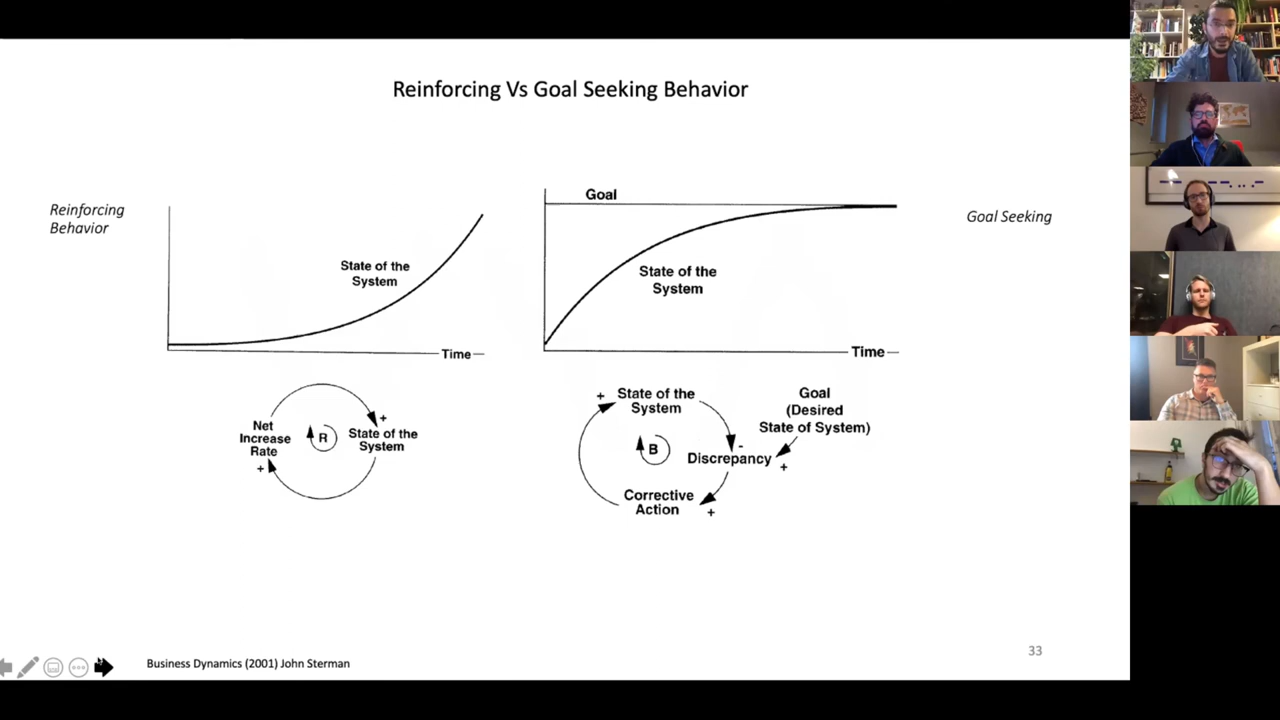 Reinforcing Vs Goal Seeking Behavior
Reinforcing
Behavior
State of the
System
Time
Goal
State of the
System
Time
Goal Seeking
Net
Increase
Rate
+
R
+
State of the
System
+
State of the
System
B
-
Discrepancy
Goal
(Desired
State of System)
+
Corrective
Action
+
Business Dynamics (2001) John Sterman
33